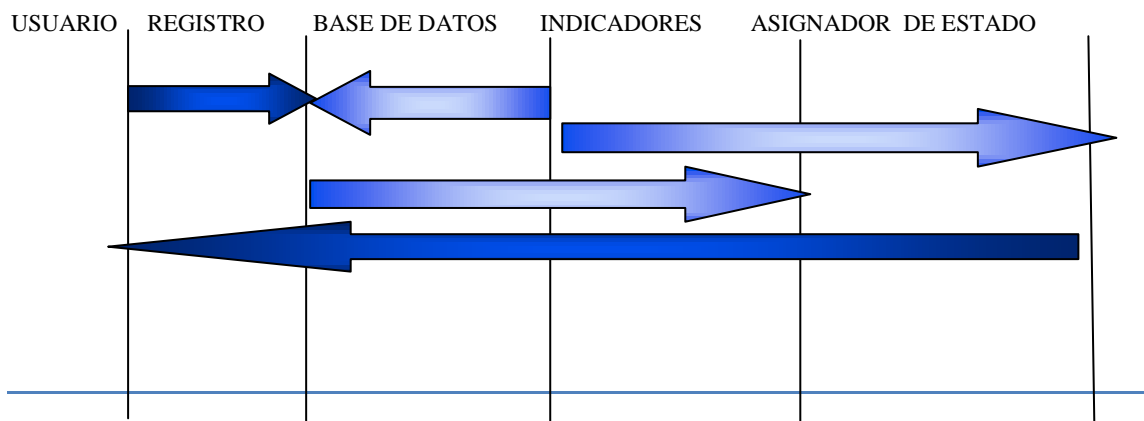 USUARIO REGISTRO BASE DE DATOS INDICADORES ASIGNADOR DE ESTADO